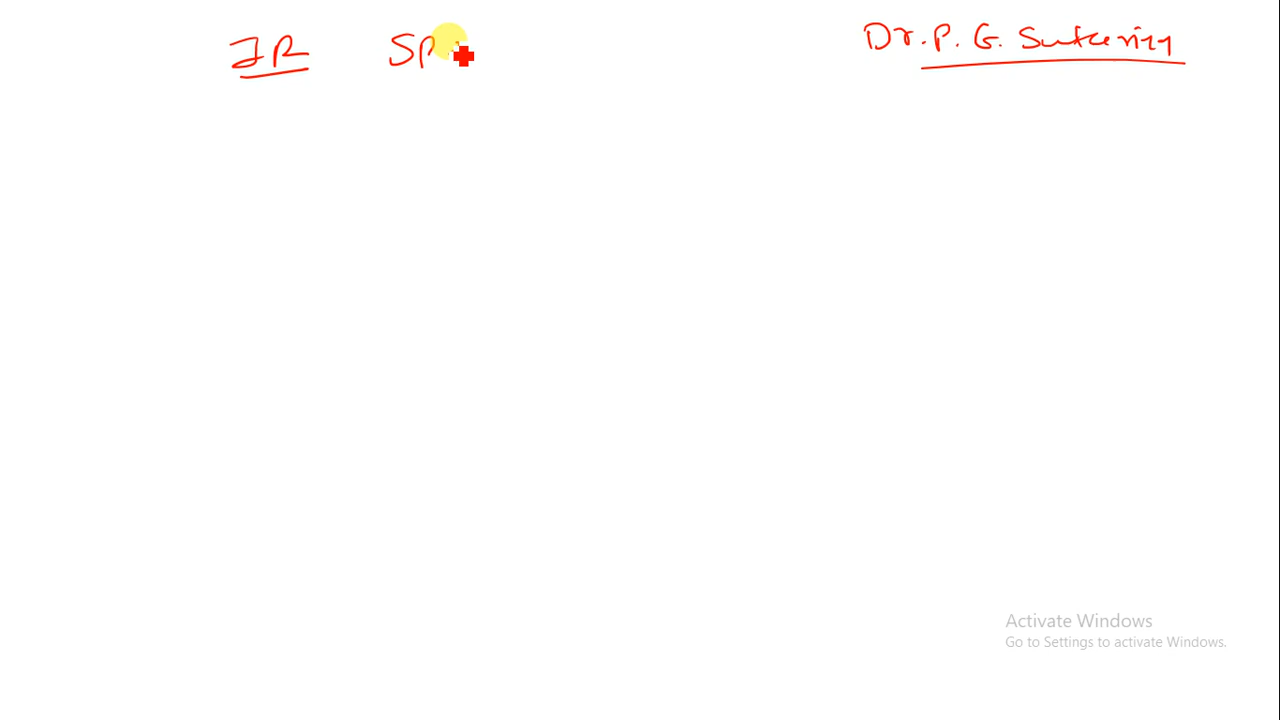 IR SP
Dr. P. G. Sutariya
Activate Windows
Go to Settings to activate Windows.